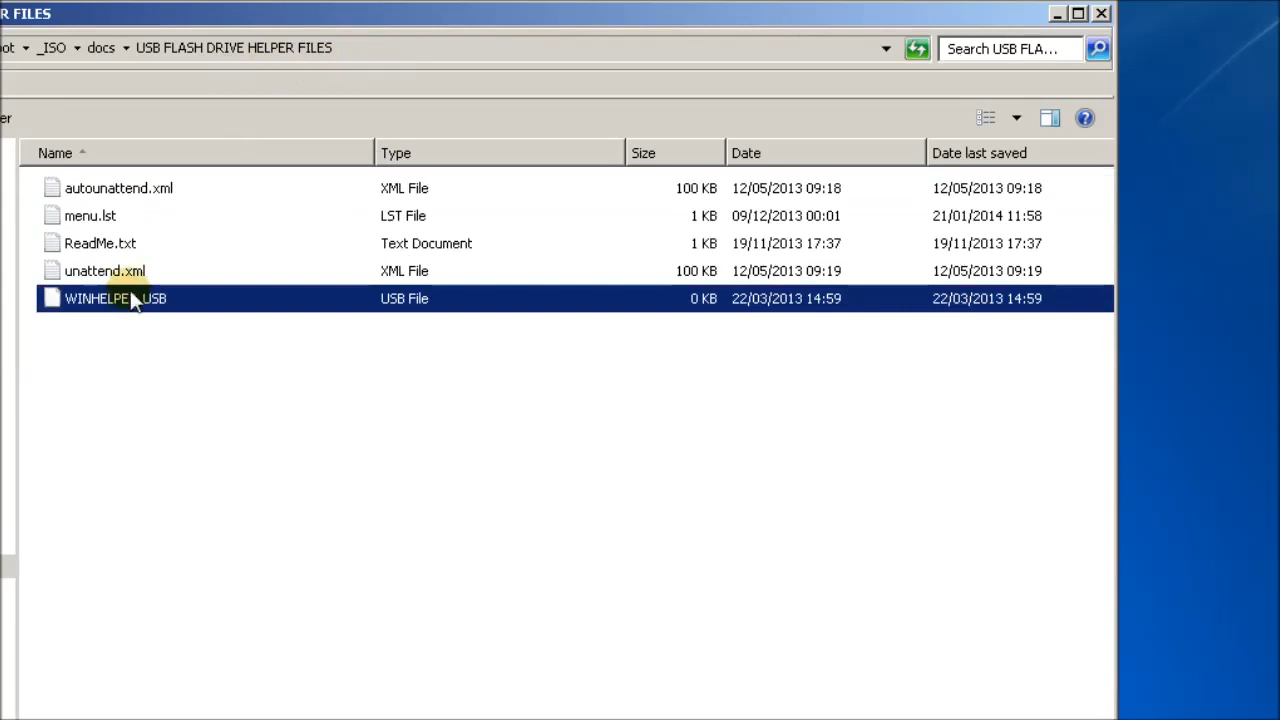 R FILES
ot _ISO docs USB FLASH DRIVE HELPER FILES Search USB FLA...
er
Name Type Size Date Date last saved
autounattend.xml XML File 100 KB 12/05/2013 09:18 12/05/2013 09:18
menu.lst LST File 1 KB 09/12/2013 00:01 21/01/2014 11:58
ReadMe.txt Text Document 1 KB 19/11/2013 17:37 19/11/2013 17:37
unattend.xml XML File 100 KB 12/05/2013 09:19 12/05/2013 09:19
USB File 0 KB 22/03/2013 14:59 22/03/2013 14:59